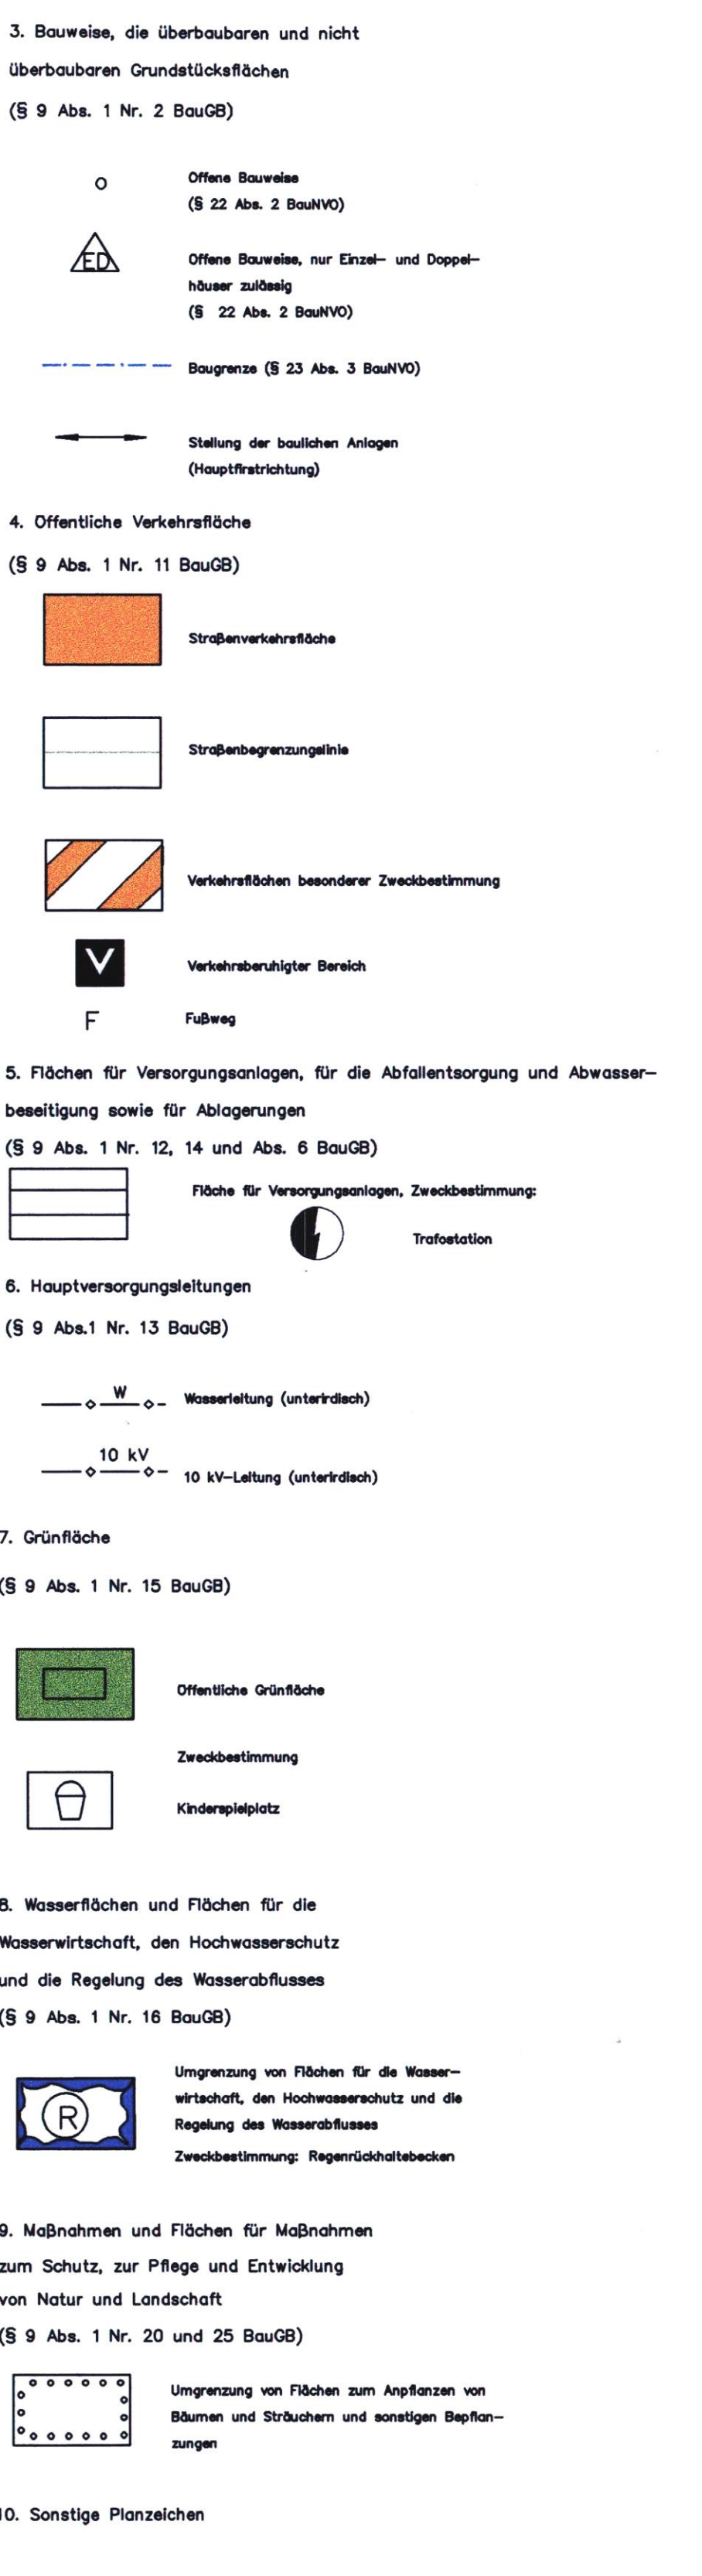 3. Bauweise, die überbaubaren und nicht
überbaubaren Grundstücksflächen
(§ 9 Abs. 1 Nr. 2 BauGB)
o
Offene Bauweise
(§ 22 Abs. 2 BauNVO)
ED
Offene Bauweise, nur Einzel- und Doppel-
häuser zulässig
(§ 22 Abs. 2 BauNVO)
Baugrenze (§ 23 Abs. 3 BauNVO)
Stellung der baulichen Anlagen
(Hauptfirstrichtung)
4. Offentliche Verkehrsfläche
(§ 9 Abs. 1 Nr. 11 BauGB)
Straßenverkehrsfläche
Straßenbegrenzungslinie
Verkehrsflächen besonderer Zweckbestimmung
V
Verkehrsberuhigter Bereich
F
Fußweg
5. Flächen für Versorgungsanlagen, für die Abfallentsorgung und Abwasser-
beseitigung sowie für Ablagerungen
(§ 9 Abs. 1 Nr. 12, 14 und Abs. 6 BauGB)
Fläche für Versorgungsanlagen, Zweckbestimmung:
Trafostation
6. Hauptversorgungsleitungen
(§ 9 Abs.1 Nr. 13 BauGB)
W
Wasserleitung (unterirdisch)
10 kV
10 kV-Leitung (unterirdisch)
7. Grünfläche
(§ 9 Abs. 1 Nr. 15 BauGB)
Offentliche Grünfläche
Zweckbestimmung
Kinderspielplatz
8. Wasserflächen und Flächen für die
Wasserwirtschaft, den Hochwasserschutz
und die Regelung des Wasserabflusses
(§ 9 Abs. 1 Nr. 16 BauGB)
R
Umgrenzung von Flächen für die Wasser-
wirtschaft, den Hochwasserschutz und die
Regelung des Wasserabflusses
Zweckbestimmung: Regenrückhaltebecken
9. Maßnahmen und Flächen für Maßnahmen
zum Schutz, zur Pflege und Entwicklung
von Natur und Landschaft
(§ 9 Abs. 1 Nr. 20 und 25 BauGB)
Umgrenzung von Flächen zum Anpflanzen von
Bäumen und Sträuchern und sonstigen Bepflan-
zungen
10. Sonstige Planzeichen